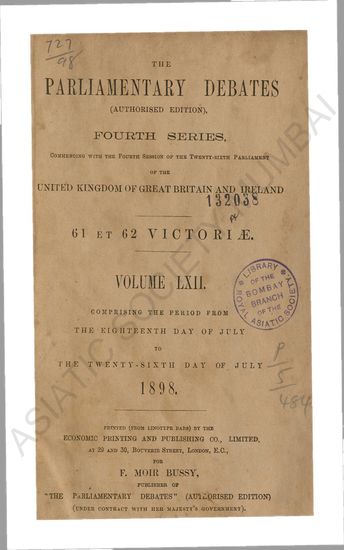 727
98
THE
PARLIAMENTARY DEBATES
(AUTHORISED EDITION),
FOURTH SERIES,
COMMENCING WITH THE FOURTH SESSION OF THE TWENTY-SIXTH PARLIAMENT
OF THE
UNITED KINGDOM OF GREAT BRITAIN AND IRELAND
132038
61 ET 62 VICTORIÆ.
VOLUME LXII.
COMPRISING THE PERIOD FROM
THE EIGHTEENTH DAY OF JULY
TO
THE TWENTY-SIXTH DAY OF JULY
1898.
LIBRARY
OF THE
BOMBAY
BRANCH
OF THE
ROYAL ASIATIC SOCIETY
P
5
484
PRINTED (FROM LINOTYPE BARS) BY THE
ECONOMIC PRINTING AND PUBLISHING CO., LIMITED,
AT 29 AND 30, BOUVERIE STREET, LONDON, E.C.,
FOR
F. MOIR BUSSY,
PUBLISHER OF
"THE PARLIAMENTARY DEBATES" (AUTHORISED EDITION)
(UNDER CONTRACT WITH HER MAJESTY'S GOVERNMENT).
ASIATIC SOCIETY MUMBAI